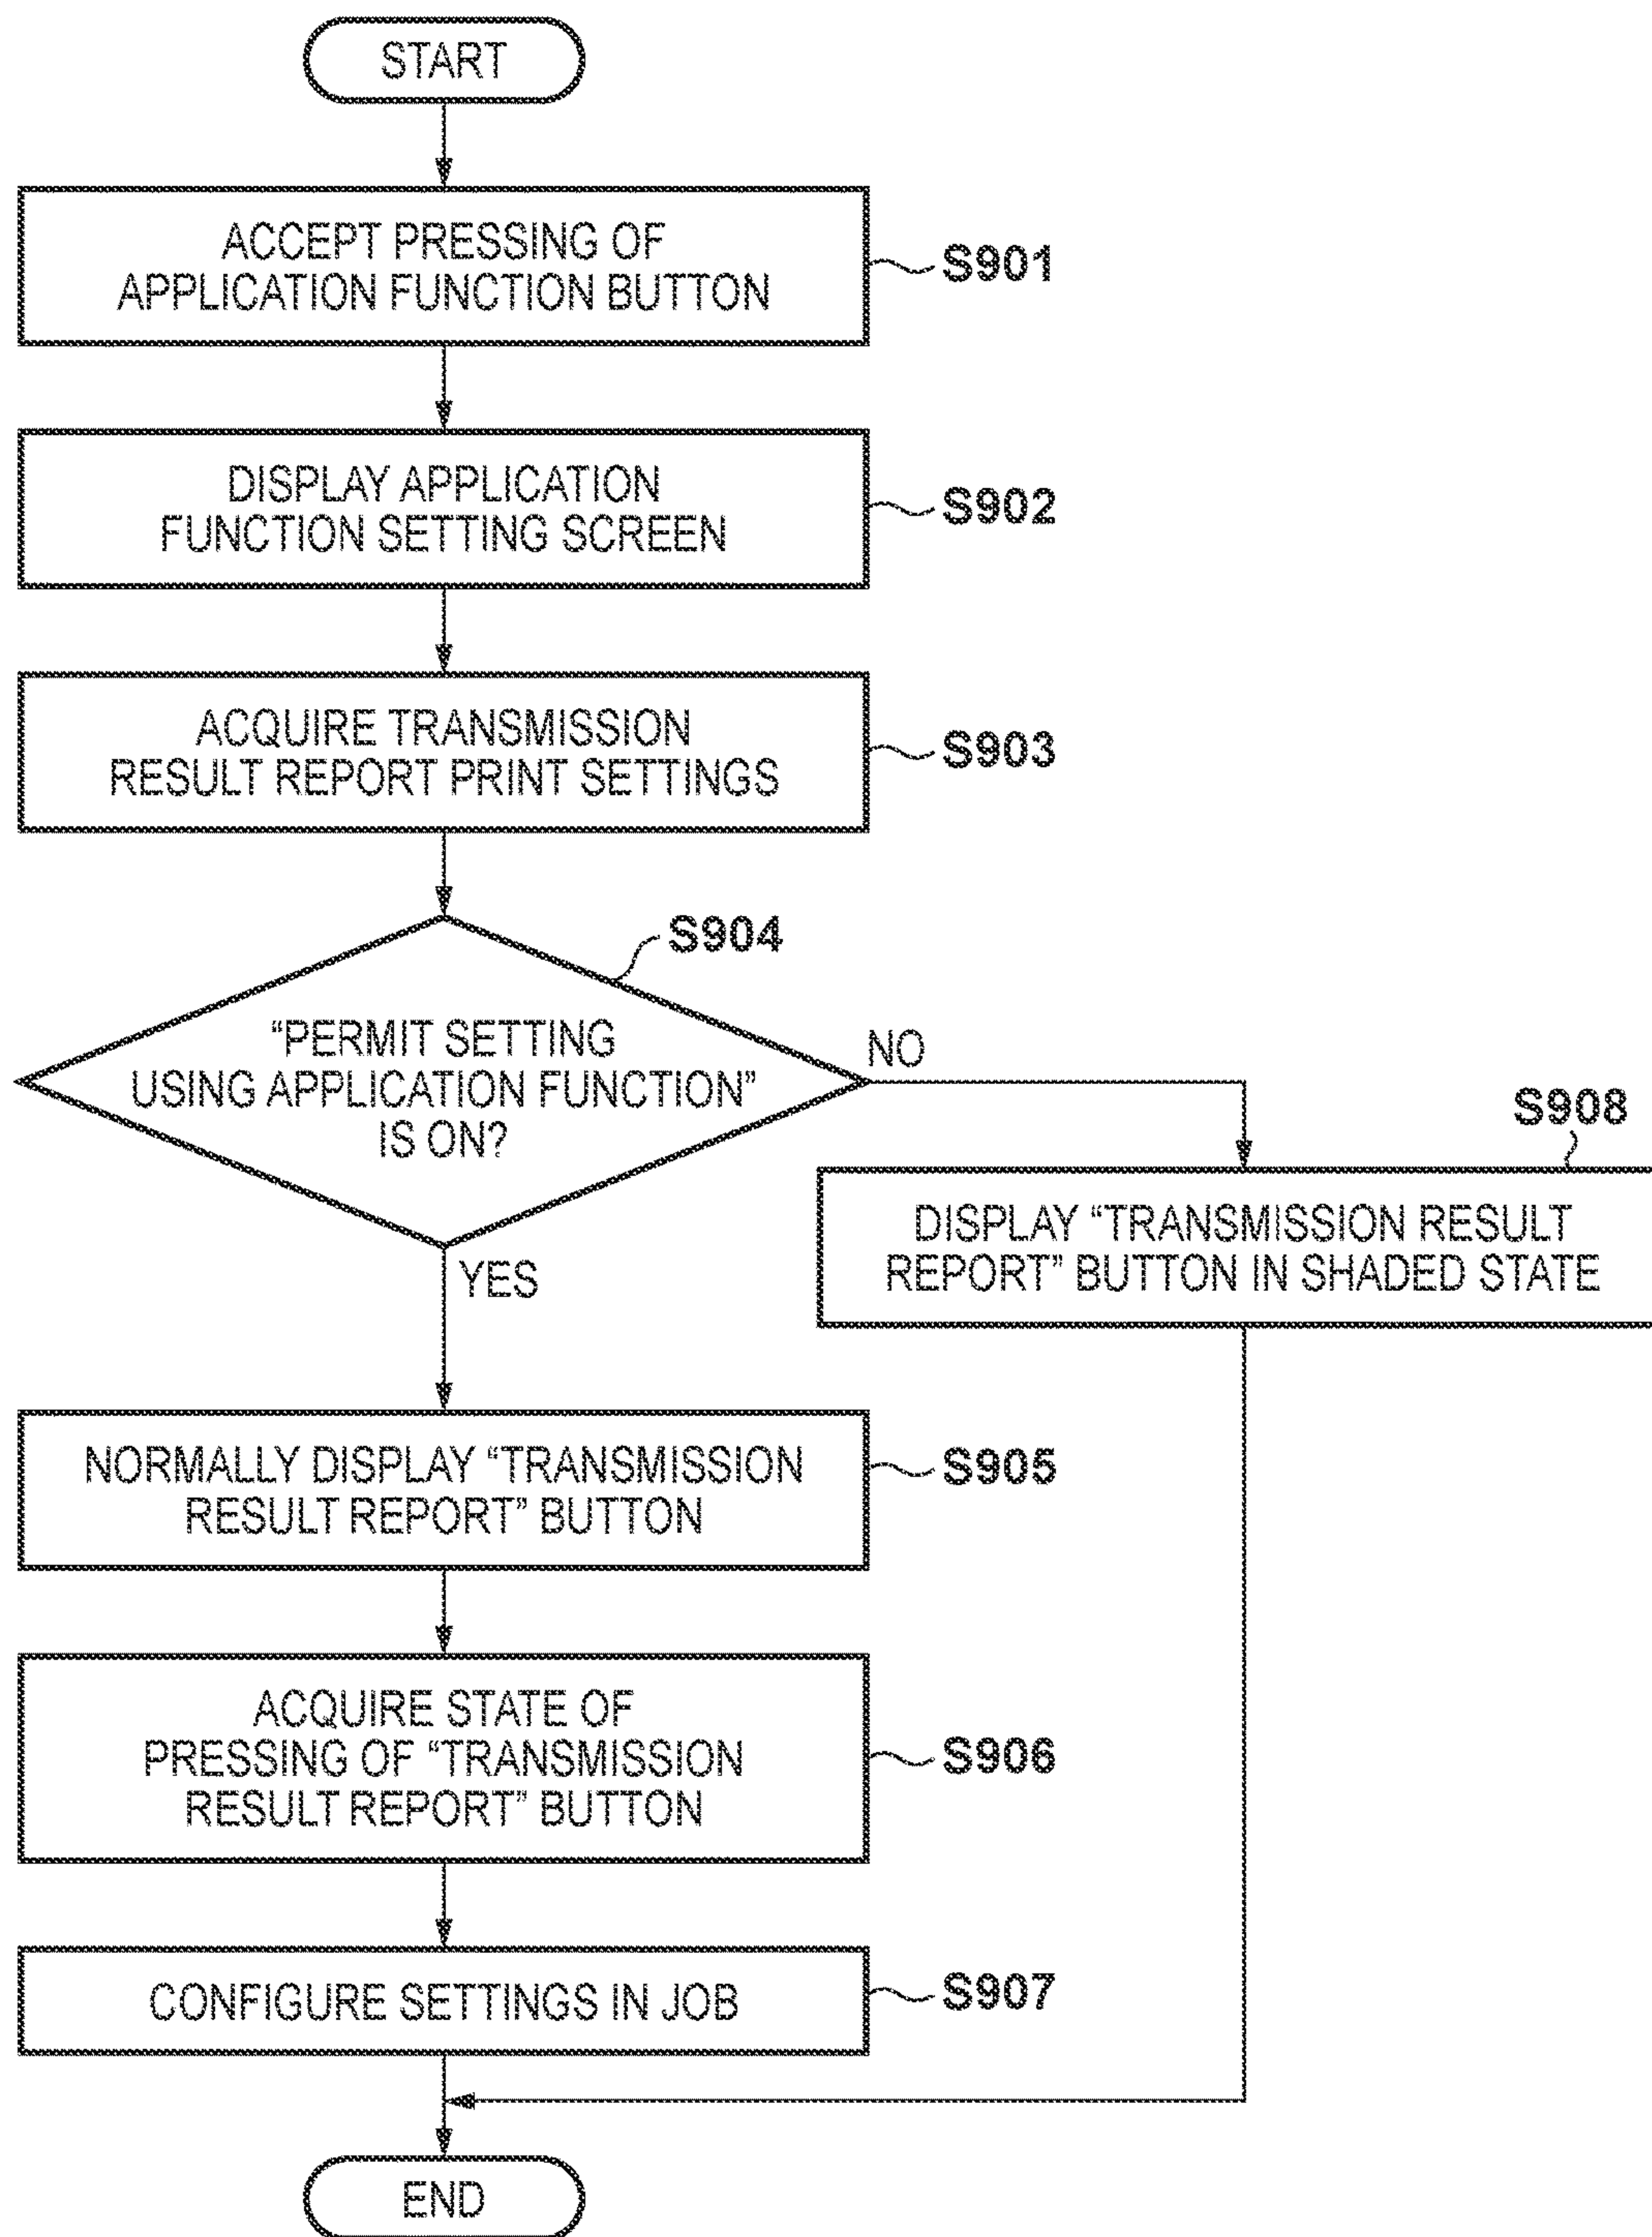 START
ACCEPT PRESSING OF
APPLICATION FUNCTION BUTTON
S901
DISPLAY APPLICATION
FUNCTION SETTING SCREEN
S902
ACQUIRE TRANSMISSION
RESULT REPORT PRINT SETTINGS
S903
S904
“PERMIT SETTING
USING APPLICATION FUNCTION”
IS ON?
NO
YES
S908
DISPLAY “TRANSMISSION RESULT
REPORT” BUTTON IN SHADED STATE
NORMALLY DISPLAY “TRANSMISSION
RESULT REPORT” BUTTON
S905
ACQUIRE STATE OF
PRESSING OF “TRANSMISSION
RESULT REPORT” BUTTON
S906
CONFIGURE SETTINGS IN JOB
S907
END